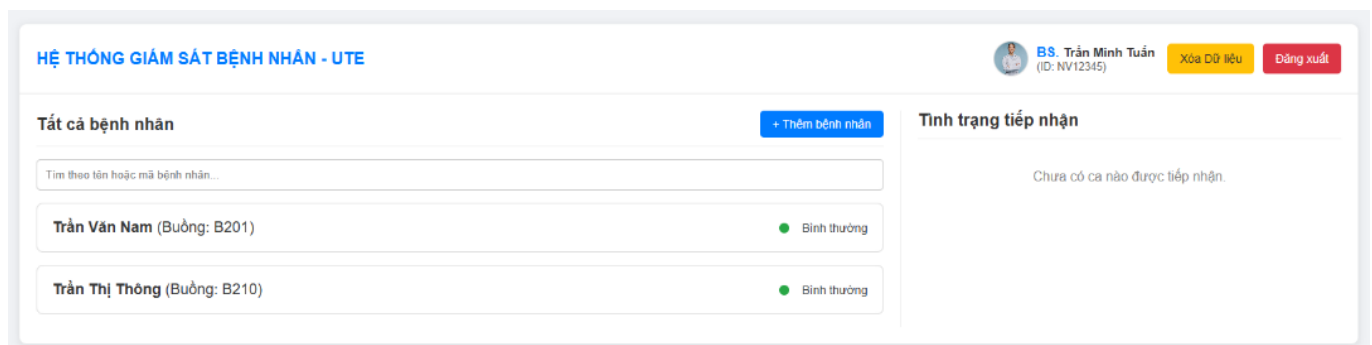 HỆ THỐNG GIÁM SÁT BỆNH NHÂN - UTE
BS. Trần Minh Tuấn
(ID: NV12345)
Xóa Dữ liệu
Đăng xuất
Tất cả bệnh nhân
+ Thêm bệnh nhân
Tìm theo tên hoặc mã bệnh nhân...
Trần Văn Nam (Buồng: B201)
Bình thường
Trần Thị Thông (Buồng: B210)
Bình thường
Tình trạng tiếp nhận
Chưa có ca nào được tiếp nhận.